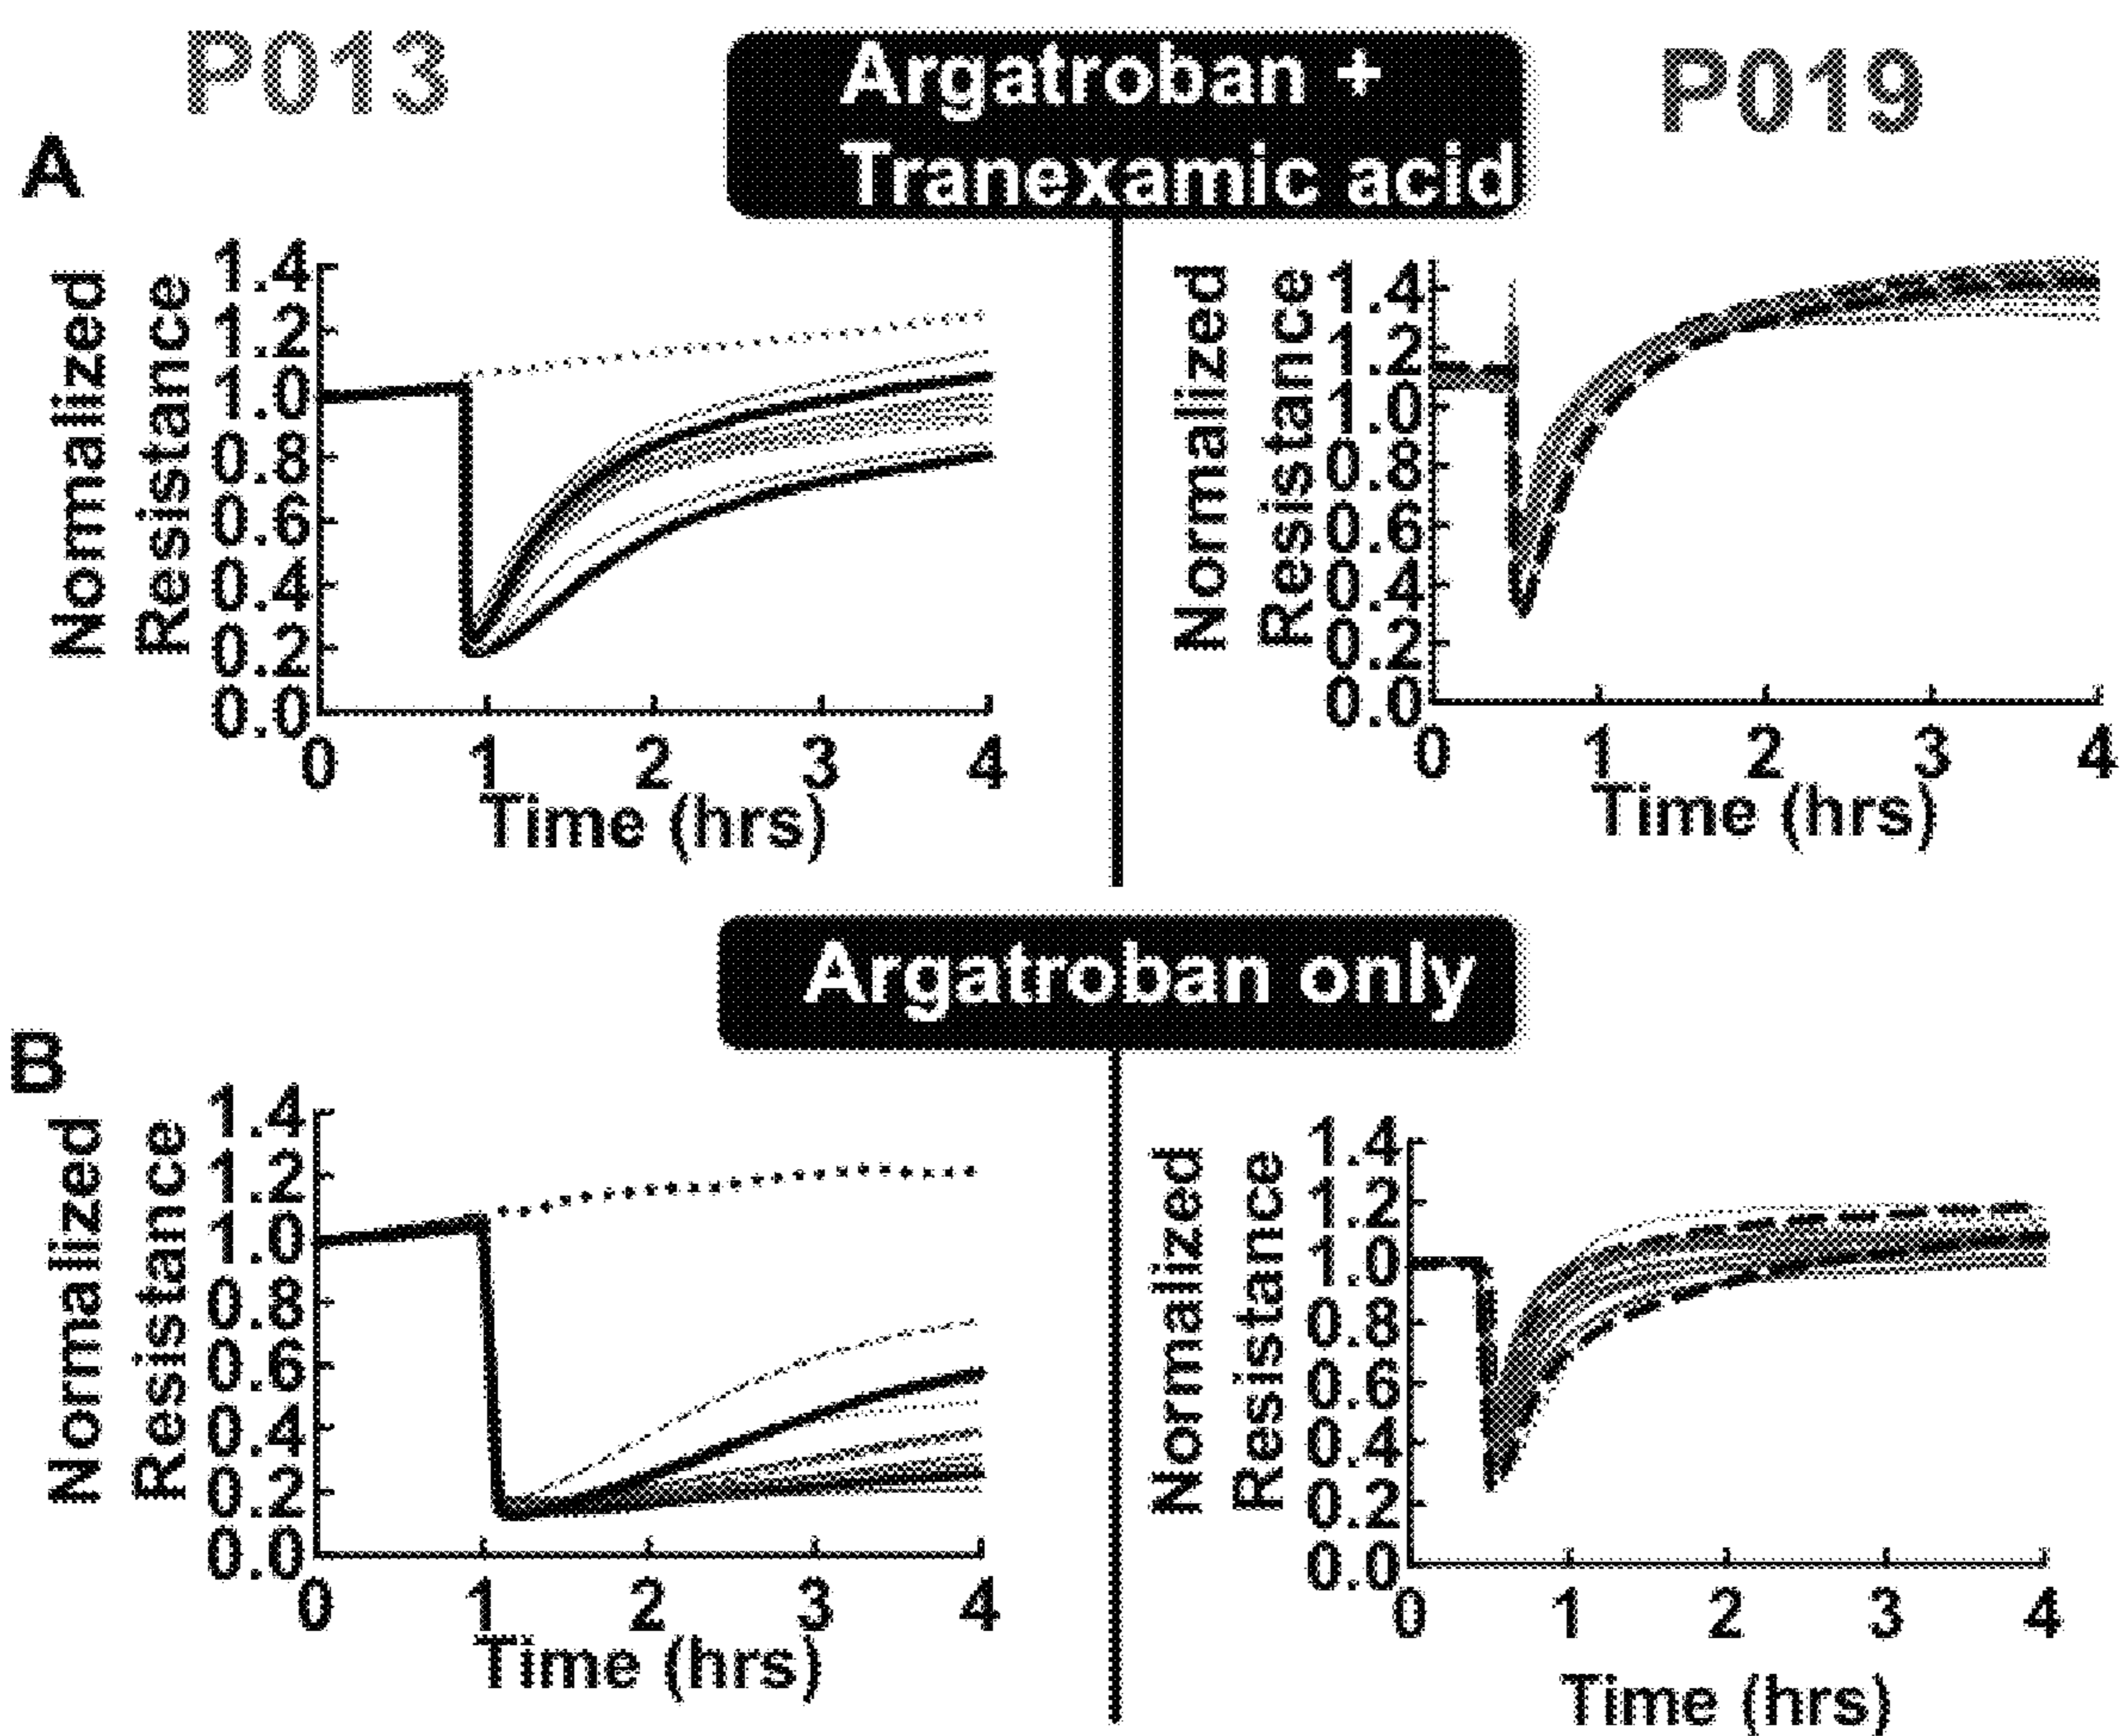 P013
Argatroban +
Tranexamic acid
P019
A
Normalized
Resistance
1.4
1.2
1.0
0.8
0.6
0.4
0.2
0.0
0 1 2 3 4
Time (hrs)
Normalized
Resistance
1.4
1.2
1.0
0.8
0.6
0.4
0.2
0.0
0 1 2 3 4
Time (hrs)
Argatroban only
B
Normalized
Resistance
1.4
1.2
1.0
0.8
0.6
0.4
0.2
0.0
0 1 2 3 4
Time (hrs)
Normalized
Resistance
1.4
1.2
1.0
0.8
0.6
0.4
0.2
0.0
0 1 2 3 4
Time (hrs)